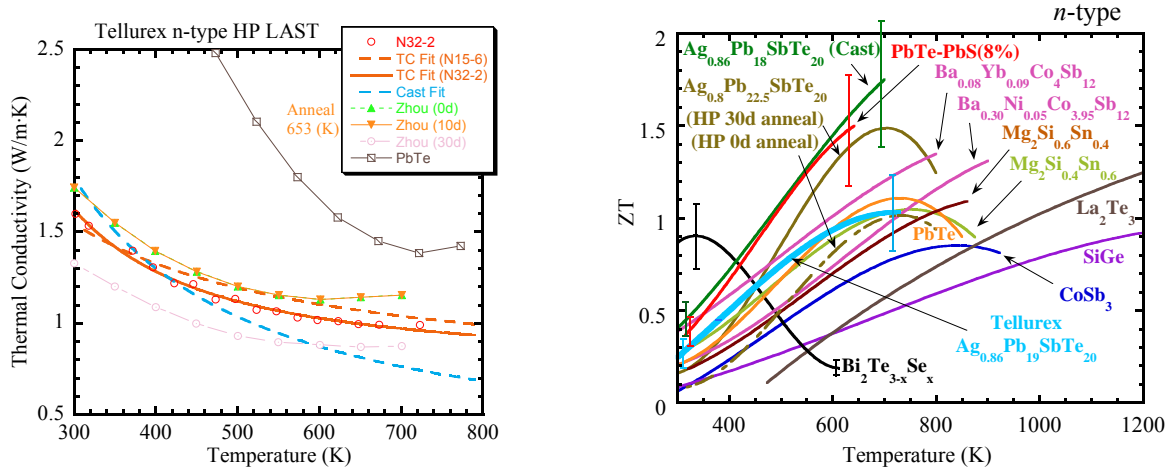 Tellurex n-type HP LAST
Thermal Conductivity (W/m·K)
2.5
2
1.5
1
0.5
300
400
500
600
700
800
Temperature (K)
Anneal
653 (K)
N32-2
TC Fit (N15-6)
TC Fit (N32-2)
Cast Fit
Zhou (0d)
Zhou (10d)
Zhou (30d)
PbTe
n-type
ZT
2
1.5
1
0.5
0
400
600
800
1000
1200
Temperature (K)
Ag0.86Pb18SbTe20 (Cast)
PbTe-PbS(8%)
Ag0.8Pb22.5SbTe20
(HP 30d anneal)
(HP 0d anneal)
Ba0.08Yb0.09Co4Sb12
Ba0.30Ni0.05Co3.95Sb12
Mg2Si0.6Sn0.4
Mg2Si0.4Sn0.6
La2Te3
PbTe
SiGe
CoSb3
Tellurex
Ag0.86Pb19SbTe20
Bi2Te3-xSex